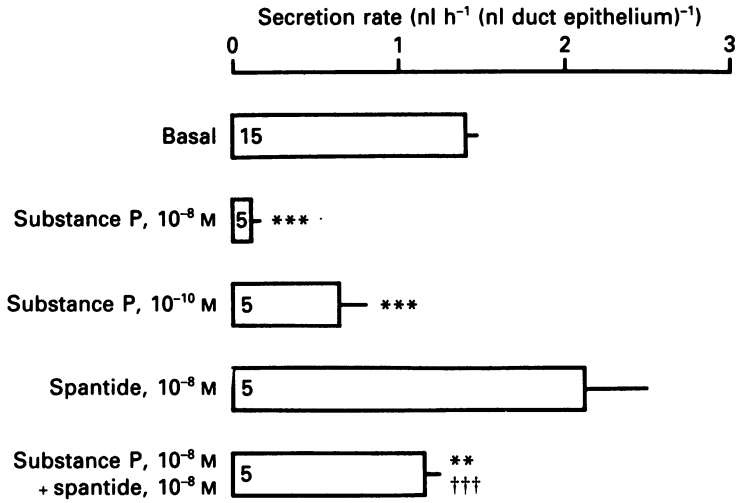 Secretion rate (nl h⁻¹ (nl duct epithelium)⁻¹)
0 1 2 3
Basal 15
Substance P, 10⁻⁸ M 5 ***
Substance P, 10⁻¹⁰ M 5 ***
Spantide, 10⁻⁸ M 5
Substance P, 10⁻⁸ M **
+ spantide, 10⁻⁸ M 5 †††